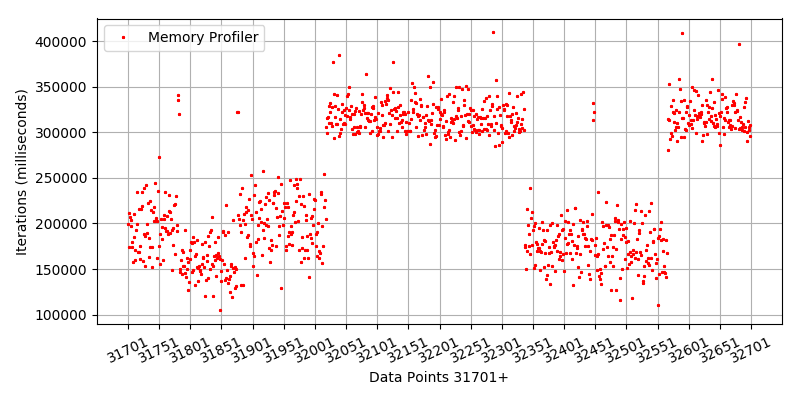 Memory Profiler
400000
350000
300000
250000
200000
150000
100000
Iterations (milliseconds)
31701 31751 31801 31851 31901 31951 32001 32051 32101 32151 32201 32251 32301 32351 32401 32451 32501 32551 32601 32651 32701
Data Points 31701+